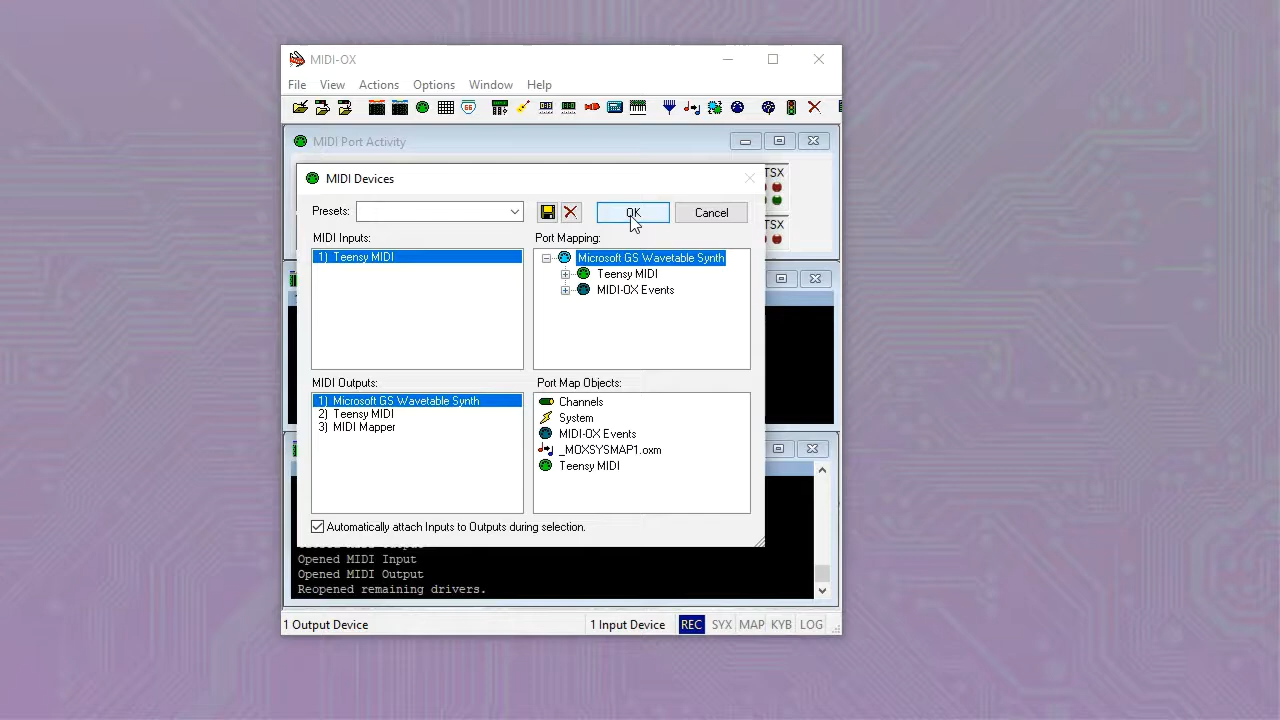 MIDI-OX
File View Actions Options Window Help
MIDI Port Activity
MIDI Devices
TSX
Presets: OK Cancel
MIDI Inputs: Port Mapping:
TSX
1) Teensy MIDI
Microsoft GS Wavetable Synth
Teensy MIDI
MIDI-OX Events
MIDI Outputs: Port Map Objects:
1) Microsoft GS Wavetable Synth
2) Teensy MIDI
3) MIDI Mapper
Channels
System
MIDI-OX Events
_MOXSYSMAP1.oxm
Teensy MIDI
Automatically attach Inputs to Outputs during selection.
Opened MIDI Input
Opened MIDI Output
Reopened remaining drivers.
1 Output Device 1 Input Device REC SYX MAP KYB LOG